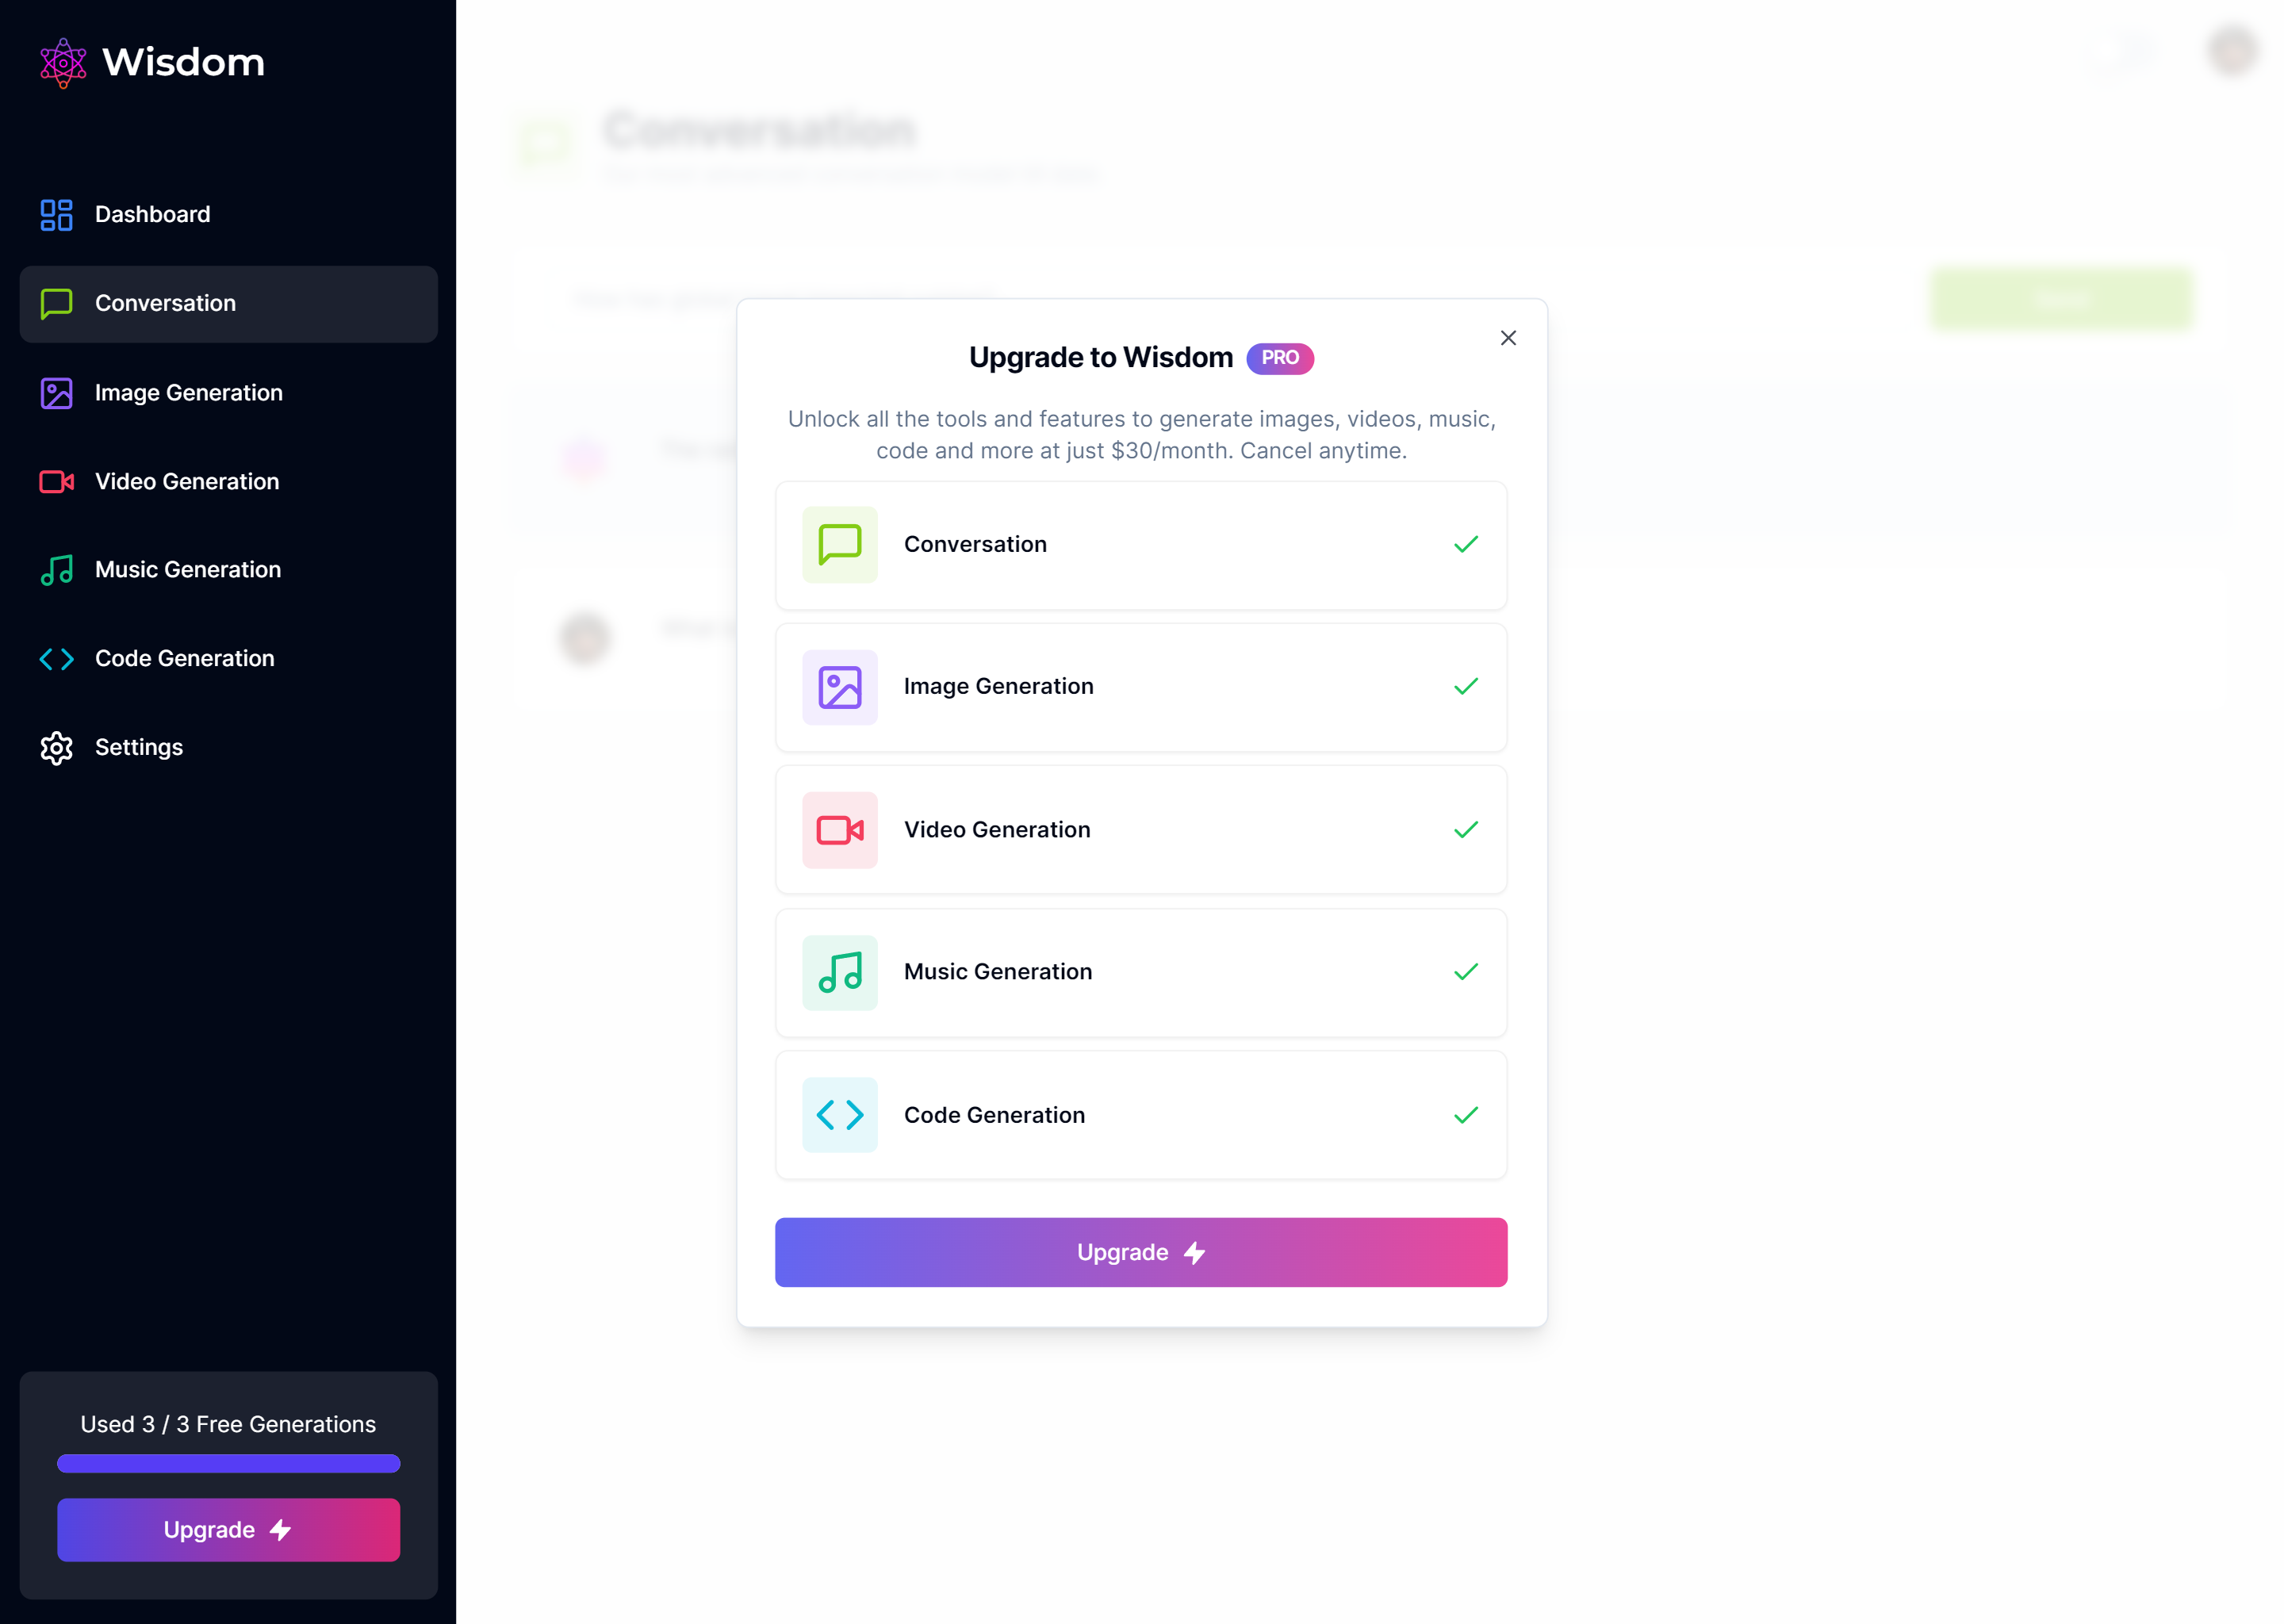 Wisdom
Dashboard
Conversation
Image Generation
Video Generation
Music Generation
Code Generation
Settings
Used 3 / 3 Free Generations
Upgrade
Conversation
Upgrade to Wisdom PRO
Unlock all the tools and features to generate images, videos, music,
code and more at just $30/month. Cancel anytime.
Conversation
Image Generation
Video Generation
Music Generation
Code Generation
Upgrade